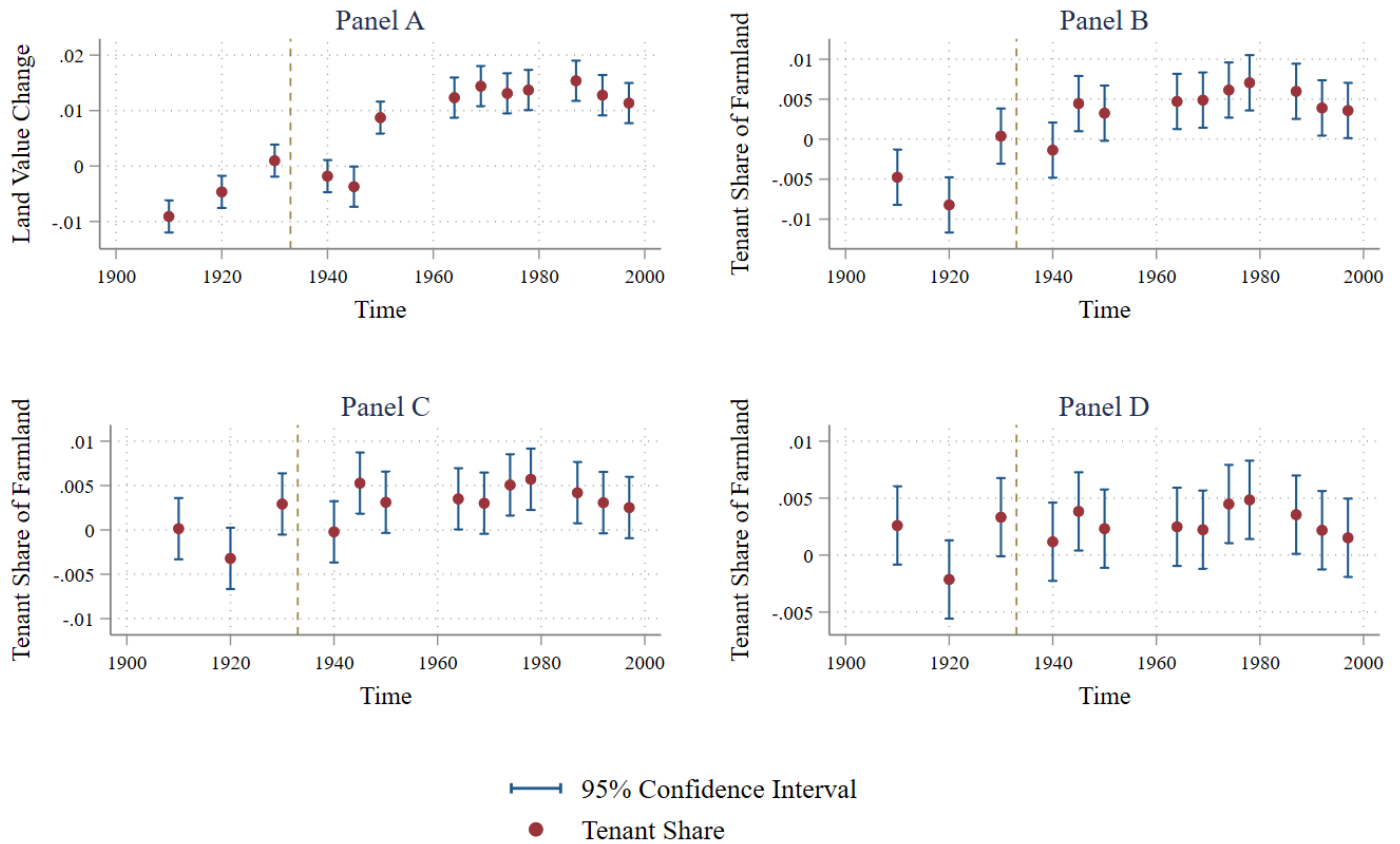 Panel A
Land Value Change
.02
.01
0
-.01
1900 1920 1940 1960 1980 2000
Time
Panel B
Tenant Share of Farmland
.01
.005
0
-.005
-.01
1900 1920 1940 1960 1980 2000
Time
Panel C
Tenant Share of Farmland
.01
.005
0
-.005
-.01
1900 1920 1940 1960 1980 2000
Time
Panel D
Tenant Share of Farmland
.01
.005
0
-.005
1900 1920 1940 1960 1980 2000
Time
95% Confidence Interval
Tenant Share